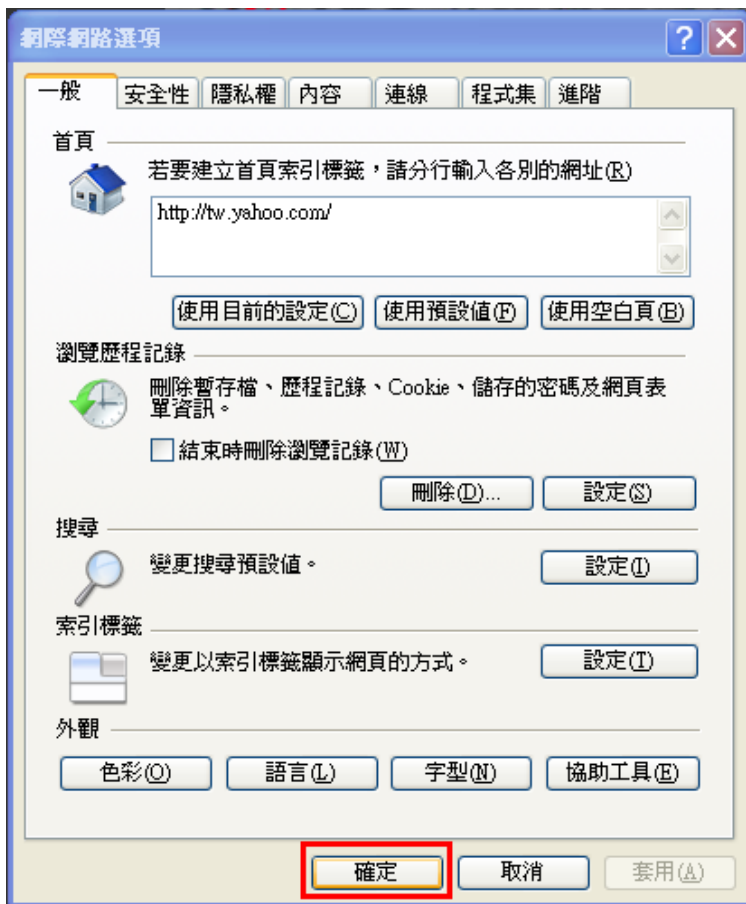 網際網路選項
一般 安全性 隱私權 內容 連線 程式集 進階
首頁
若要建立首頁索引標籤，請分行輸入各別的網址(R)
http://tw.yahoo.com/
使用目前的設定(C) 使用預設值(F) 使用空白頁(B)
瀏覽歷程記錄
刪除暫存檔、歷程記錄、Cookie、儲存的密碼及網頁表
單資訊。
結束時刪除瀏覽記錄(W)
刪除(D)... 設定(S)
搜尋
變更搜尋預設值。 設定(I)
索引標籤
變更以索引標籤顯示網頁的方式。 設定(T)
外觀
色彩(O) 語言(L) 字型(N) 協助工具(E)
確定 取消 套用(A)